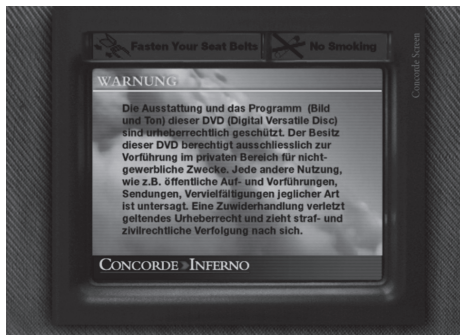 Fasten Your Seat Belts No Smoking
Concorde Screen
WARNUNG
Die Ausstattung und das Programm (Bild
und Ton) dieser DVD (Digital Versatile Disc)
sind urheberrechtlich geschützt. Der Besitz
dieser DVD berechtigt ausschliesslich zur
Vorführung im privaten Bereich für nicht-
gewerbliche Zwecke. Jede andere Nutzung,
wie z.B. öffentliche Auf- und Vorführungen,
Sendungen, Vervielfältigungen jeglicher Art
ist untersagt. Eine Zuwiderhandlung verletzt
geltendes Urheberrecht und zieht straf- und
zivilrechtliche Verfolgung nach sich.
CONCORDE»INFERNO